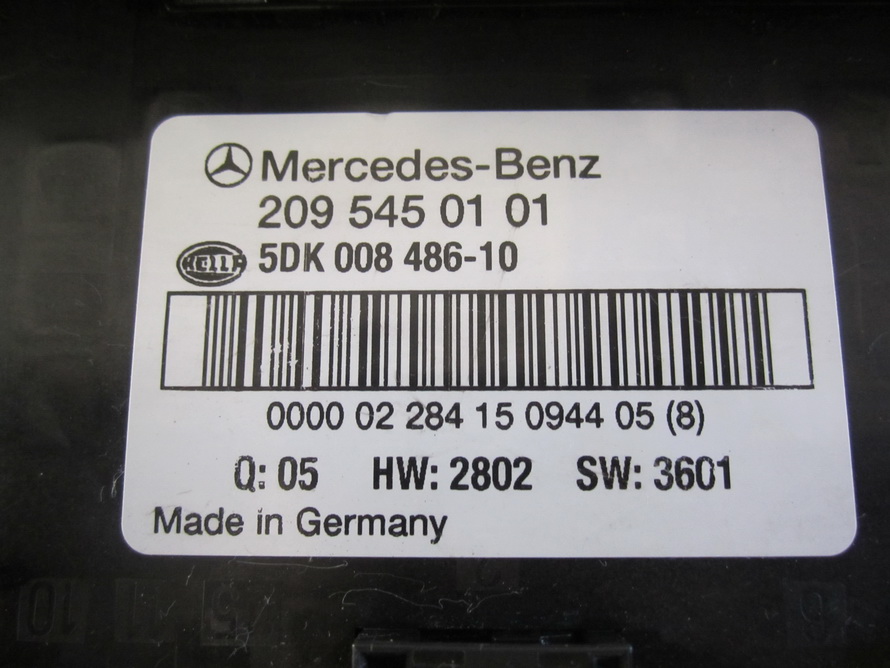 Mercedes-Benz
209 545 01 01
HELLA 5DK 008 486-10
0000 02 284 15 0944 05 (8)
Q: 05 HW: 2802 SW: 3601
Made in Germany